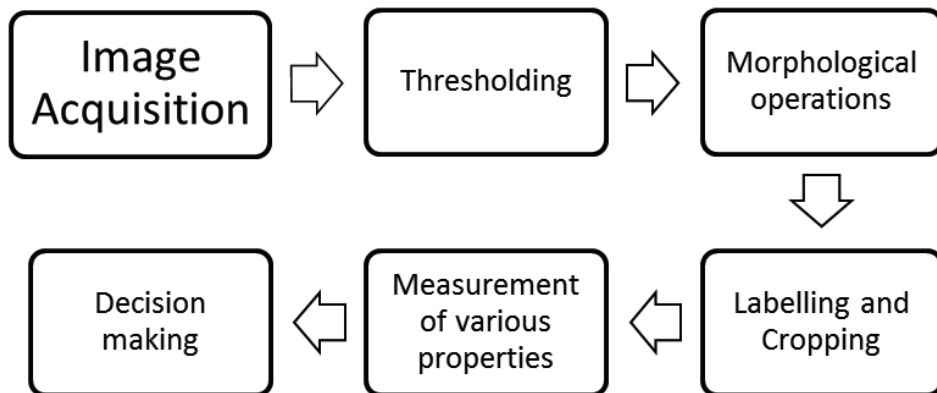 Image
Acquisition
Thresholding
Morphological
operations
Labelling and
Cropping
Measurement
of various
properties
Decision
making